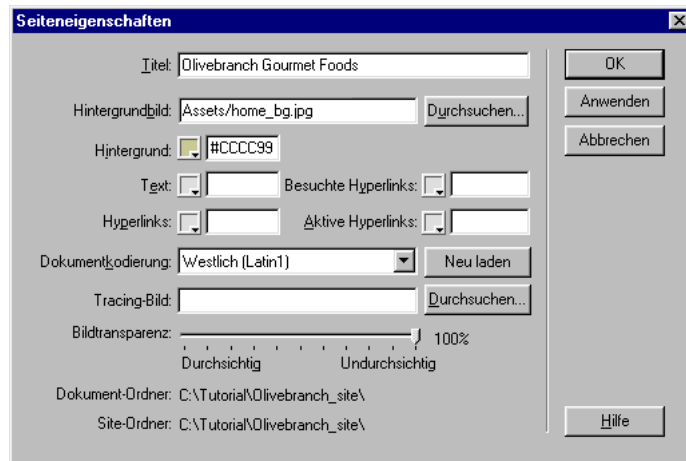 Seiteneigenschaften
Titel: Olivebranch Gourmet Foods
OK
Hintergrundbild: Assets/home_bg.jpg Durchsuchen...
Anwenden
Hintergrund: #CCCC99
Abbrechen
Text: Besuchte Hyperlinks:
Hyperlinks: Aktive Hyperlinks:
Dokumentkodierung: Westlich (Latin1) Neu laden
Tracing-Bild: Durchsuchen...
Bildtransparenz: 100%
Durchsichtig Undurchsichtig
Dokument-Ordner: C:\Tutorial\Olivebranch_site\
Site-Ordner: C:\Tutorial\Olivebranch_site\
Hilfe